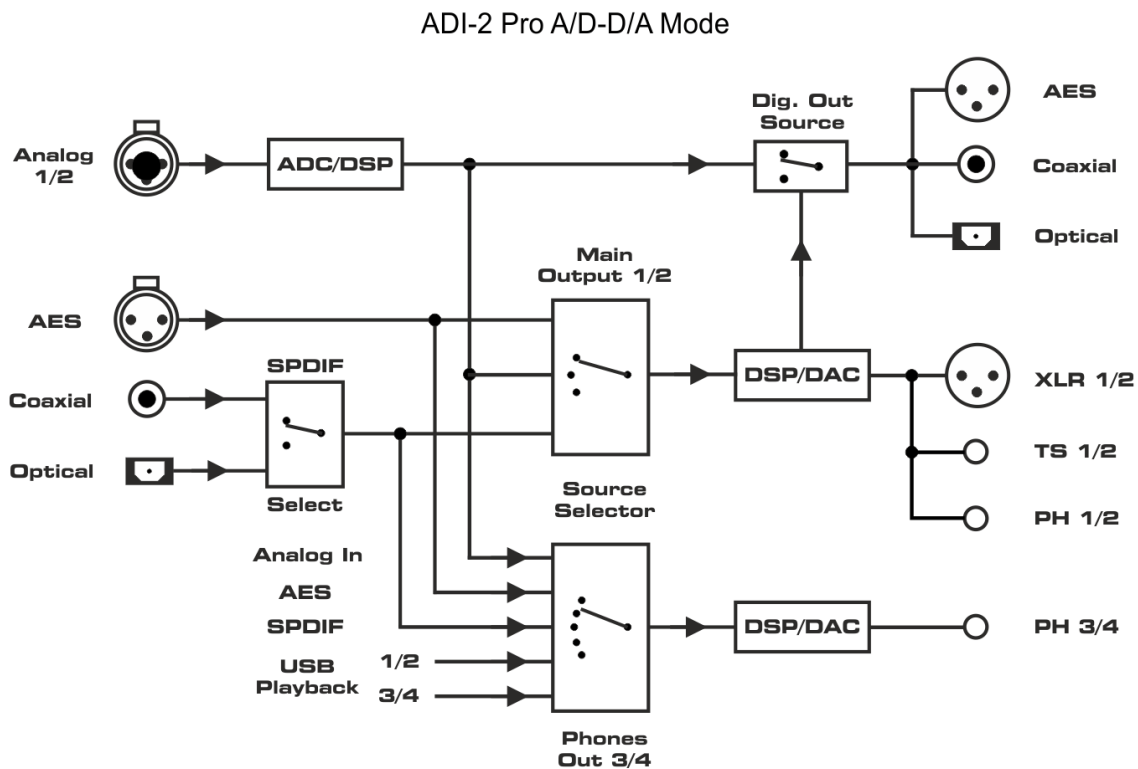 ADI-2 Pro A/D-D/A Mode
Analog
1/2
ADC/DSP
Dig. Out
Source
AES
Coaxial
Optical
AES
Main
Output 1/2
Coaxial
Optical
SPDIF
Select
Source
Selector
DSP/DAC
XLR 1/2
TS 1/2
PH 1/2
Analog In
AES
SPDIF
USB
Playback
1/2
3/4
Phones
Out 3/4
DSP/DAC
PH 3/4